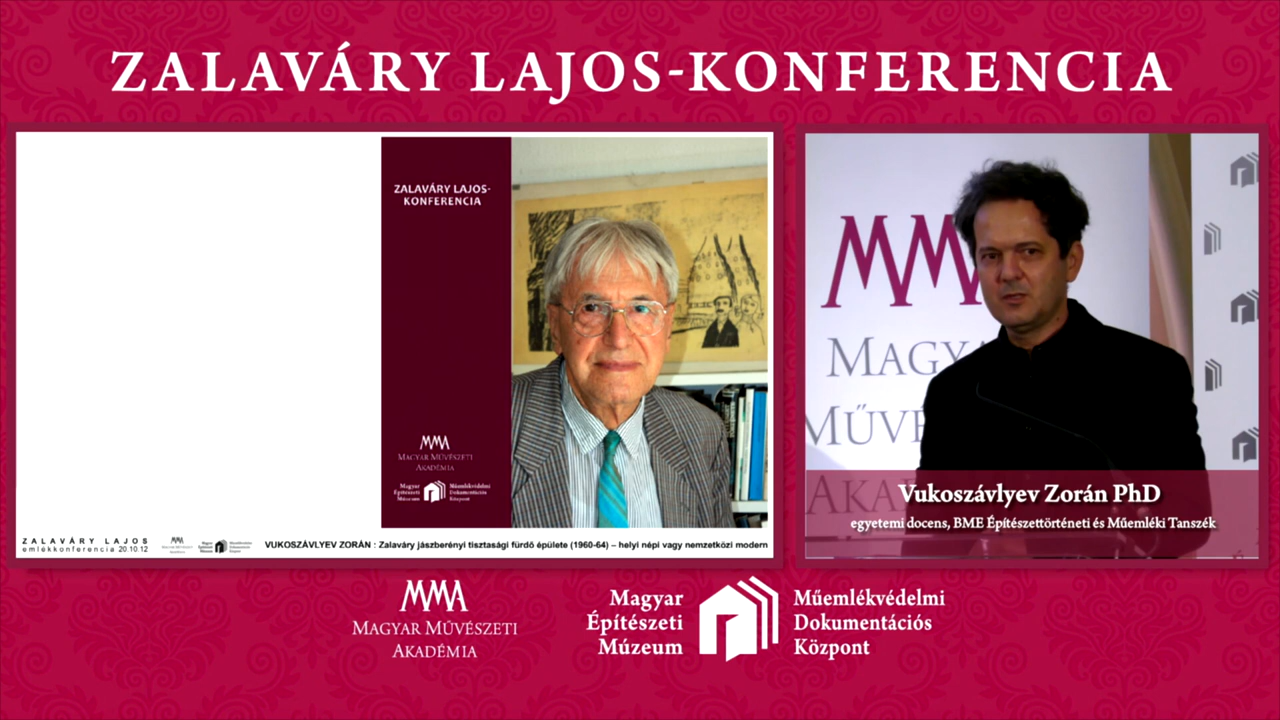 ZALAVÁRY LAJOS-KONFERENCIA
ZALAVÁRY LAJOS-
KONFERENCIA
MMA
MAGYAR MŰVÉSZETI
AKADÉMIA
Magyar
Építészeti
Múzeum
Műemlékvédelmi
Dokumentációs
Központ
ZALAVÁRY LAJOS
emlékkonferencia 20.10.12
VUKOSZÁVLYEV ZORÁN : Zalaváry jászberényi tisztasági fürdő épülete (1960-64) – helyi népi vagy nemzetközi modern
MM
MAGYA
MŰVÉ
AKA
Vukoszávlyev Zorán PhD
egyetemi docens, BME Építészettörténeti és Műemléki Tanszék
MMA
MAGYAR MŰVÉSZETI
AKADÉMIA
Magyar
Építészeti
Múzeum
Műemlékvédelmi
Dokumentációs
Központ